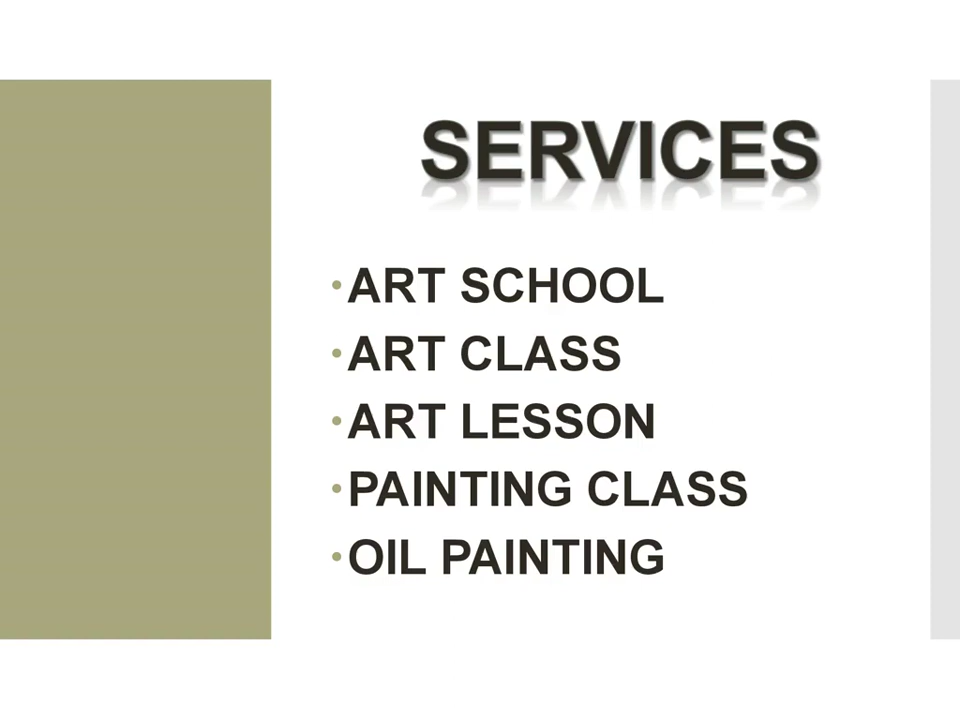 SERVICES
•ART SCHOOL
•ART CLASS
•ART LESSON
•PAINTING CLASS
•OIL PAINTING